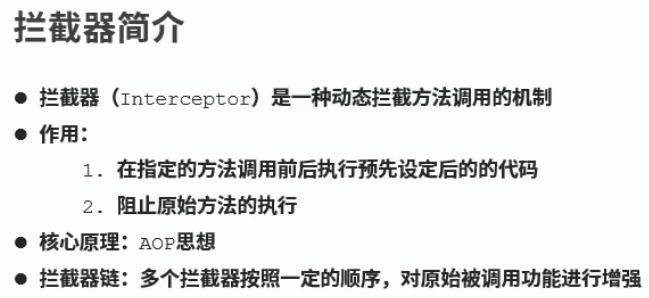 拦截器简介
● 拦截器（Interceptor）是一种动态拦截方法调用的机制
● 作用：
1. 在指定的方法调用前后执行预先设定后的的代码
2. 阻止原始方法的执行
● 核心原理：AOP思想
● 拦截器链：多个拦截器按照一定的顺序，对原始被调用功能进行增强